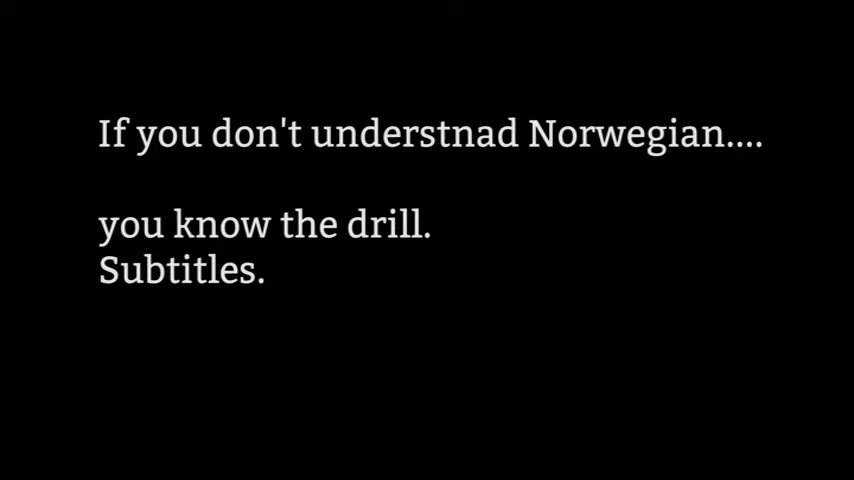 If you don't understnad Norwegian....
you know the drill.
Subtitles.